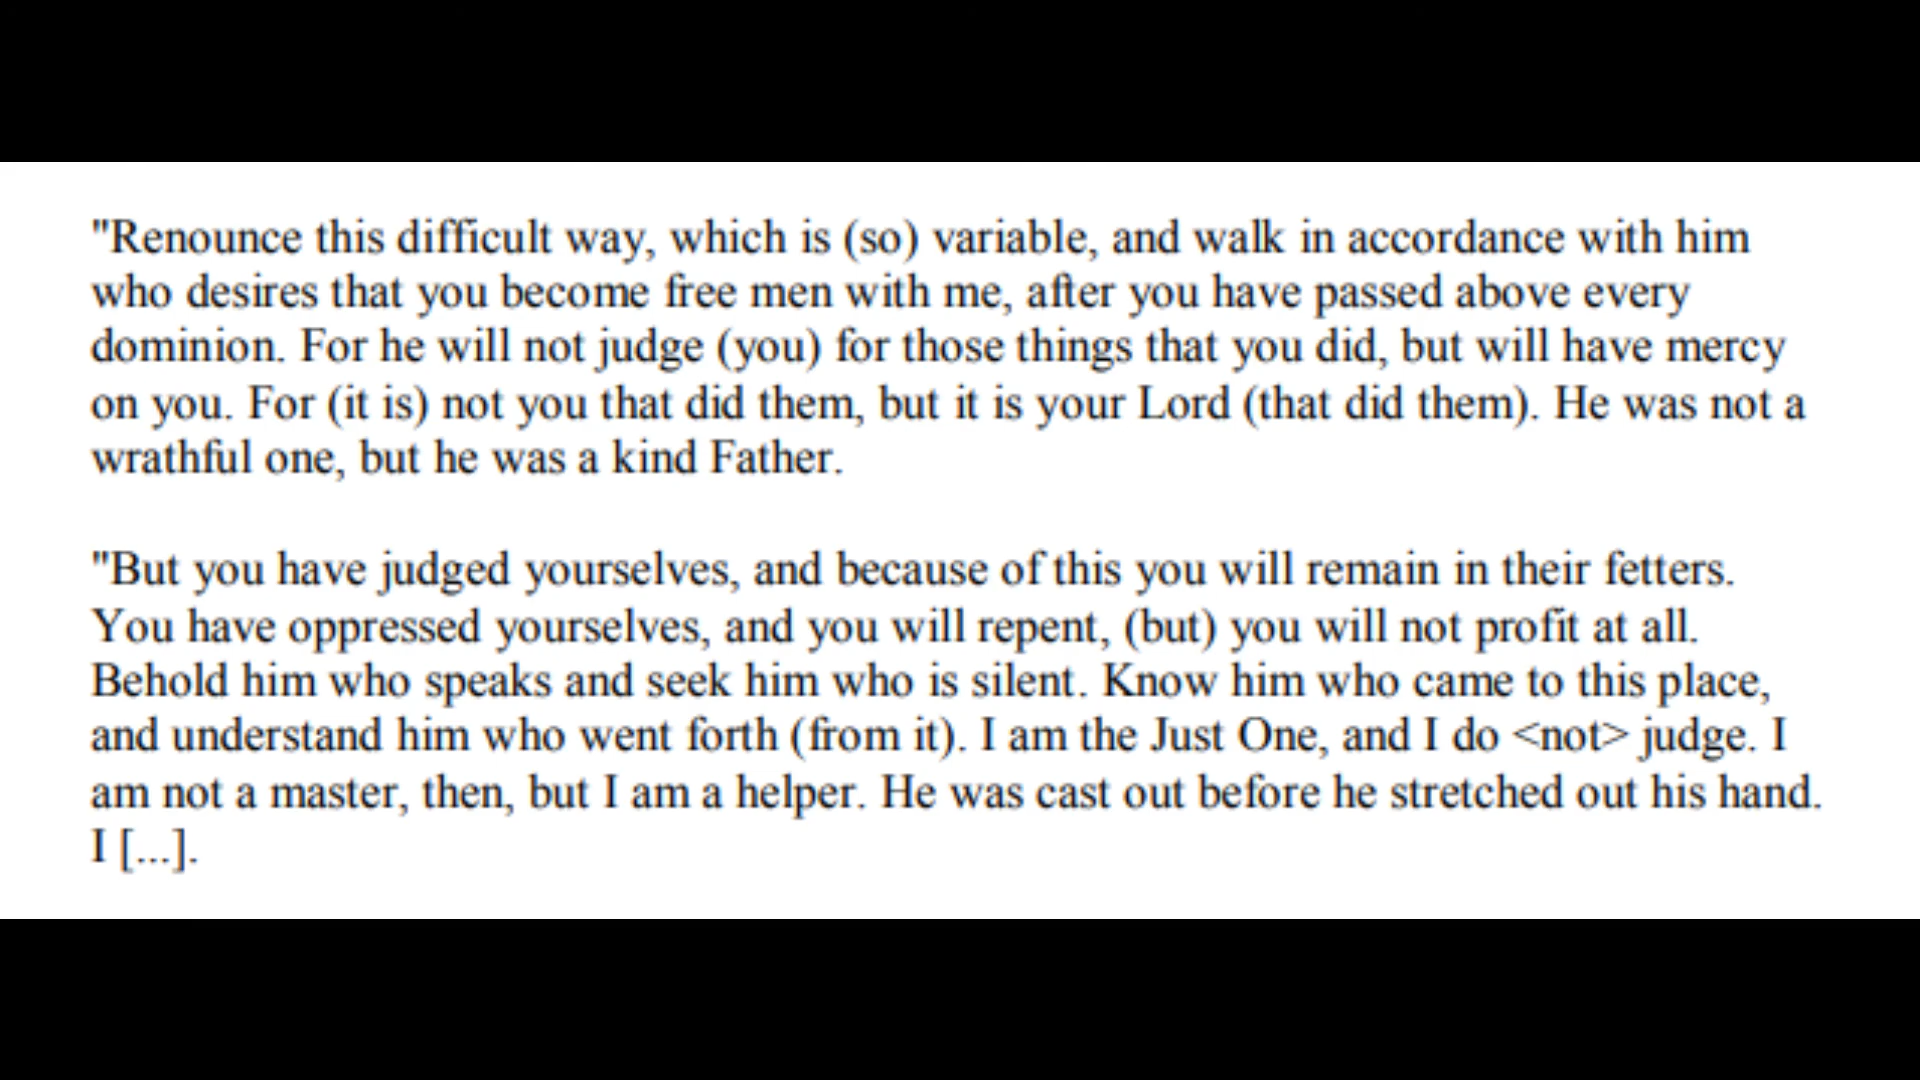 "Renounce this difficult way, which is (so) variable, and walk in accordance with him
who desires that you become free men with me, after you have passed above every
dominion. For he will not judge (you) for those things that you did, but will have mercy
on you. For (it is) not you that did them, but it is your Lord (that did them). He was not a
wrathful one, but he was a kind Father.
"But you have judged yourselves, and because of this you will remain in their fetters.
You have oppressed yourselves, and you will repent, (but) you will not profit at all.
Behold him who speaks and seek him who is silent. Know him who came to this place,
and understand him who went forth (from it). I am the Just One, and I do <not> judge. I
am not a master, then, but I am a helper. He was cast out before he stretched out his hand.
I [...].